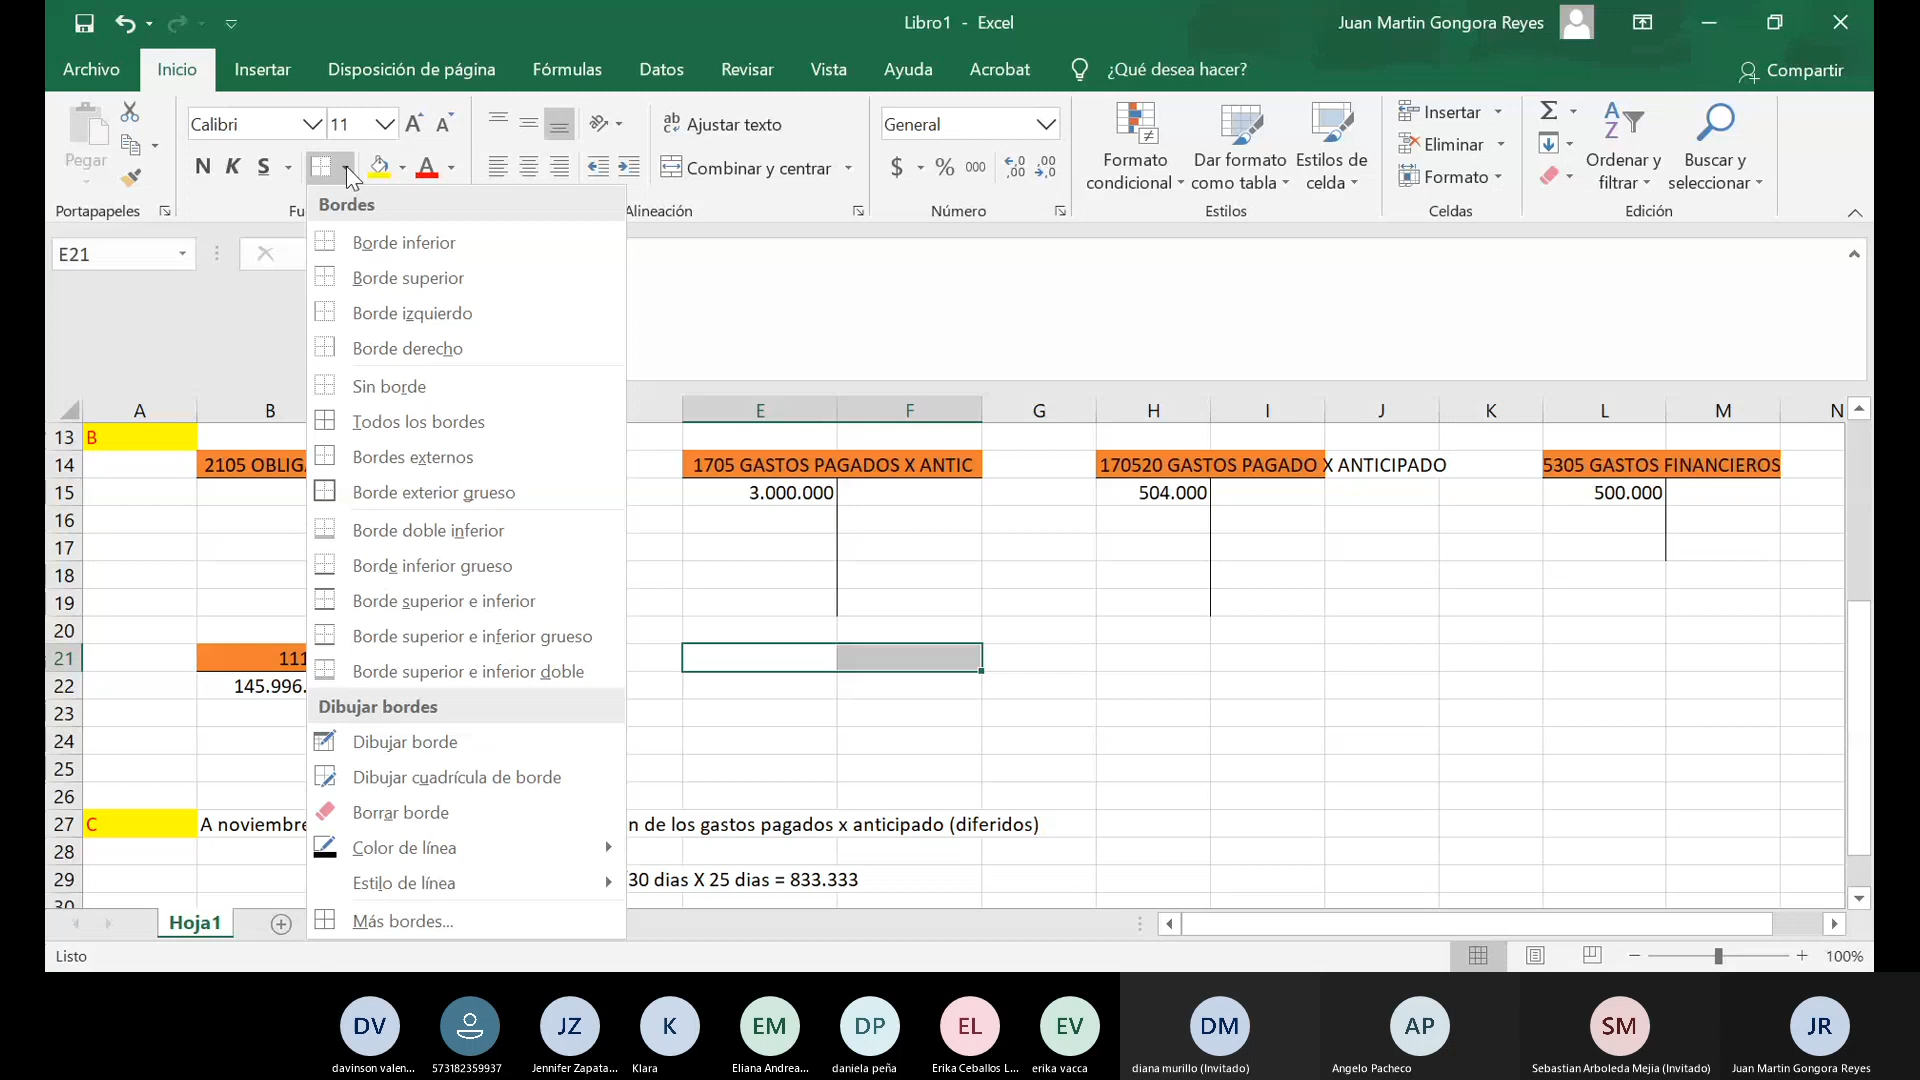 Libro1 - Excel
Juan Martin Gongora Reyes
Archivo Inicio Insertar Disposición de página Fórmulas Datos Revisar Vista Ayuda Acrobat ¿Qué desea hacer? Compartir
Pegar
Portapapeles
Calibri 11
N K S
Fu
Ajustar texto
Combinar y centrar
Alineación
General
$ % 000
Número
Formato condicional
Dar formato como tabla
Estilos de celda
Estilos
Insertar
Eliminar
Formato
Celdas
Ordenar y filtrar
Buscar y seleccionar
Edición
E21
Bordes
Borde inferior
Borde superior
Borde izquierdo
Borde derecho
Sin borde
Todos los bordes
Bordes externos
Borde exterior grueso
Borde doble inferior
Borde inferior grueso
Borde superior e inferior
Borde superior e inferior grueso
Borde superior e inferior doble
Dibujar bordes
Dibujar borde
Dibujar cuadrícula de borde
Borrar borde
Color de línea
Estilo de línea
Más bordes...
A B E F G H I J K L M N
13 B
14 2105 OBLIG 1705 GASTOS PAGADOS X ANTIC 170520 GASTOS PAGADO X ANTICIPADO 5305 GASTOS FINANCIEROS
15 3.000.000 504.000 500.000
16
17
18
19
20
21 111
22 145.996.
23
24
25
26
27 C A noviembre n de los gastos pagados x anticipado (diferidos)
28
29 /30 dias X 25 dias = 833.333
30
Hoja1
Listo
100%
DV JZ K EM DP EL EV DM AP SM JR
davinson valen... 573182359937 Jennifer Zapata... Klara Eliana Andrea... daniela peña Erika Ceballos L... erika vacca diana murillo (Invitado) Angelo Pacheco Sebastian Arboleda Mejia (Invitado) Juan Martin Gongora Reyes